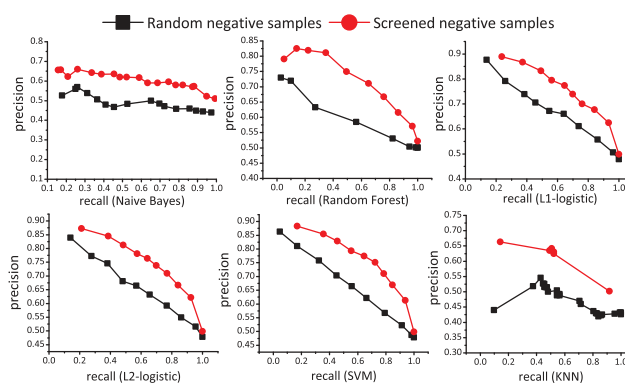 Random negative samples Screened negative samples
0.8 0.7 0.6 0.5 0.4 0.3 0.2 0.1
precision
0.1 0.2 0.3 0.4 0.5 0.6 0.7 0.8 0.9 1.0
recall (Naive Bayes)
0.85 0.80 0.75 0.70 0.65 0.60 0.55 0.50 0.45 0.40
precision
0.0 0.2 0.4 0.6 0.8 1.0
recall (Random Forest)
0.9 0.8 0.7 0.6 0.5 0.4
precision
0.0 0.2 0.4 0.6 0.8 1.0
recall (L1-logistic)
0.90 0.85 0.80 0.75 0.70 0.65 0.60 0.55 0.50 0.45
precision
0.0 0.2 0.4 0.6 0.8 1.0
recall (L2-logistic)
0.90 0.85 0.80 0.75 0.70 0.65 0.60 0.55 0.50 0.45
precision
0.0 0.2 0.4 0.6 0.8 1.0
recall (SVM)
0.75 0.70 0.65 0.60 0.55 0.50 0.45 0.40 0.35 0.30
precision
0.0 0.2 0.4 0.6 0.8 1.0
recall (KNN)